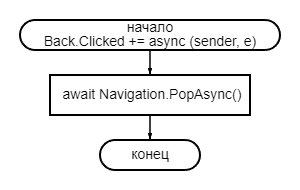 начало
Back.Clicked += async (sender, e)
await Navigation.PopAsync()
конец